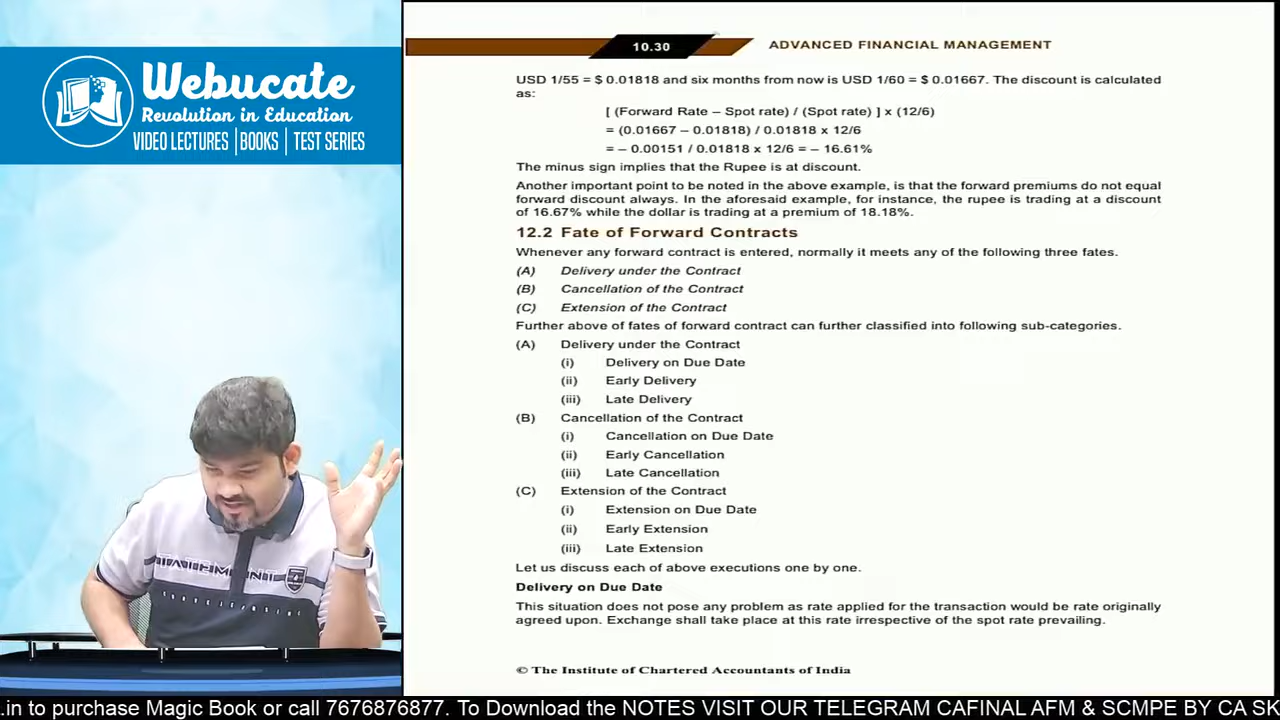 Webucate
Revolution in Education
VIDEO LECTURES | BOOKS | TEST SERIES
10.30
ADVANCED FINANCIAL MANAGEMENT
USD 1/55 = $ 0.01818 and six months from now is USD 1/60 = $ 0.01667. The discount is calculated
as:
[ (Forward Rate – Spot rate) / (Spot rate) ] x (12/6)
= (0.01667 – 0.01818) / 0.01818 x 12/6
= – 0.00151 / 0.01818 x 12/6 = – 16.61%
The minus sign implies that the Rupee is at discount.
Another important point to be noted in the above example, is that the forward premiums do not equal
forward discount always. In the aforesaid example, for instance, the rupee is trading at a discount
of 16.67% while the dollar is trading at a premium of 18.18%.
12.2 Fate of Forward Contracts
Whenever any forward contract is entered, normally it meets any of the following three fates.
(A) Delivery under the Contract
(B) Cancellation of the Contract
(C) Extension of the Contract
Further above of fates of forward contract can further classified into following sub-categories.
(A) Delivery under the Contract
(i) Delivery on Due Date
(ii) Early Delivery
(iii) Late Delivery
(B) Cancellation of the Contract
(i) Cancellation on Due Date
(ii) Early Cancellation
(iii) Late Cancellation
(C) Extension of the Contract
(i) Extension on Due Date
(ii) Early Extension
(iii) Late Extension
Let us discuss each of above executions one by one.
Delivery on Due Date
This situation does not pose any problem as rate applied for the transaction would be rate originally
agreed upon. Exchange shall take place at this rate irrespective of the spot rate prevailing.
© The Institute of Chartered Accountants of India
.in to purchase Magic Book or call 7676876877. To Download the NOTES VISIT OUR TELEGRAM CAFINAL AFM & SCMPE BY CA SK